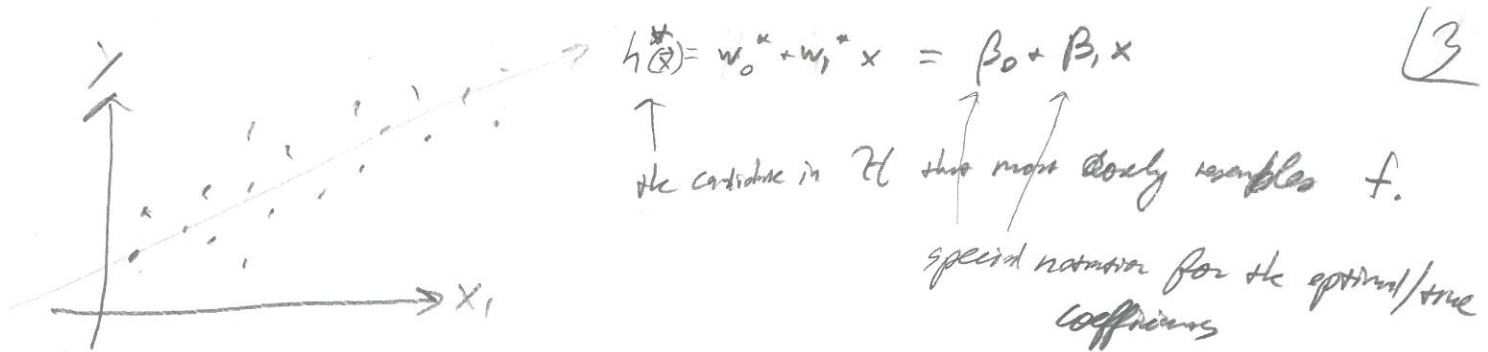 y
h*(x) = w₀* + w₁* x = β₀ + β₁ x
3
the candidate in H that most closely resembles f.
special notation for the optimal/true
coefficients
x₁